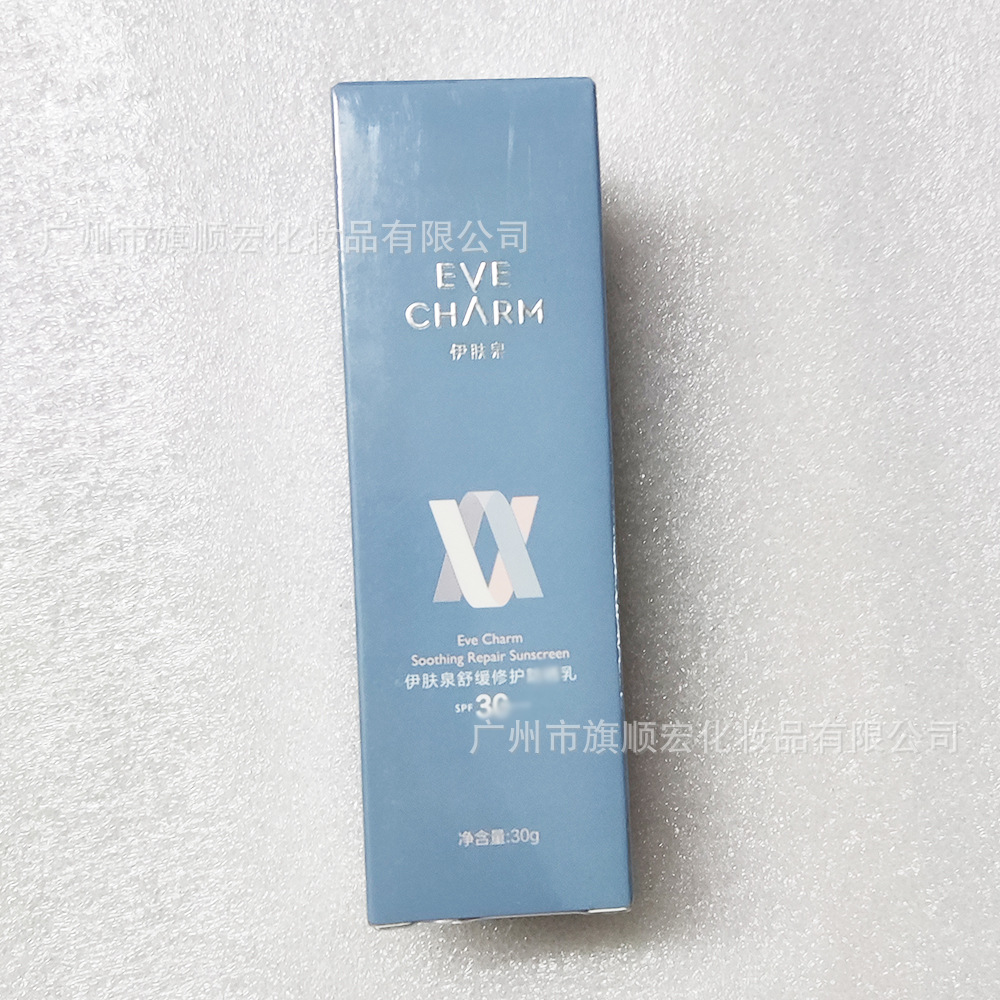 广州市旗顺宏化妆品有限公司
EVE
CHARM
伊肤泉
Eve Charm
Soothing Repair Sunscreen
伊肤泉舒缓修护乳
SPF 30
广州市旗顺宏化妆品有限公司
净含量:30g